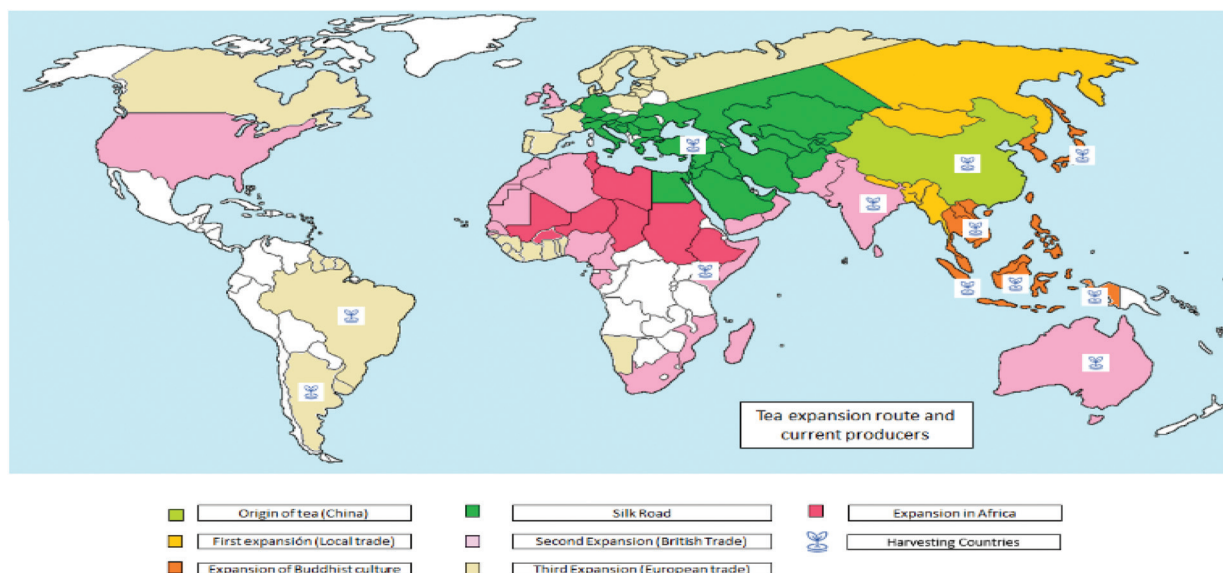 Tea expansion route and
current producers
Origin of tea (China)
Silk Road
Expansion in Africa
First expansión (Local trade)
Second Expansion (British Trade)
Harvesting Countries
Expansion of Buddhist culture
Third Expansion (European trade)